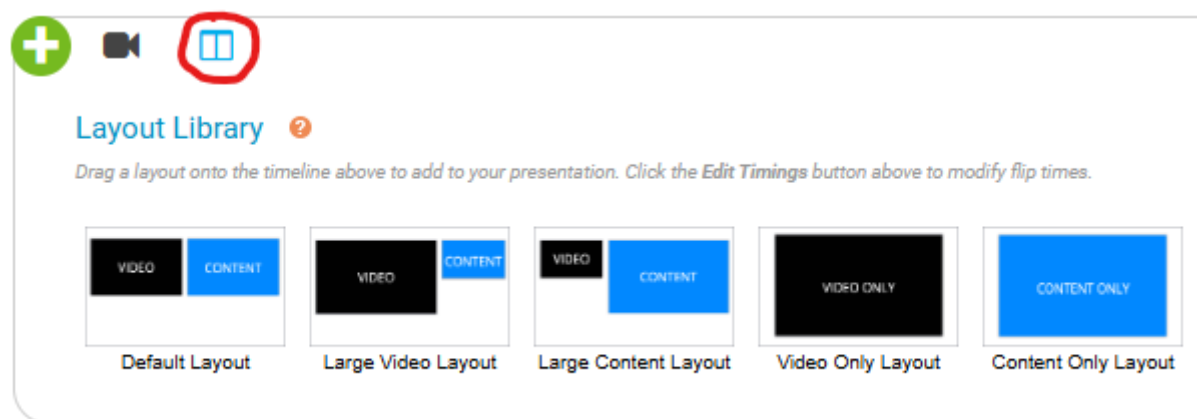 Layout Library ?
Drag a layout onto the timeline above to add to your presentation. Click the Edit Timings button above to modify flip times.
VIDEO CONTENT
VIDEO CONTENT
VIDEO CONTENT
VIDEO ONLY
CONTENT ONLY
Default Layout
Large Video Layout
Large Content Layout
Video Only Layout
Content Only Layout